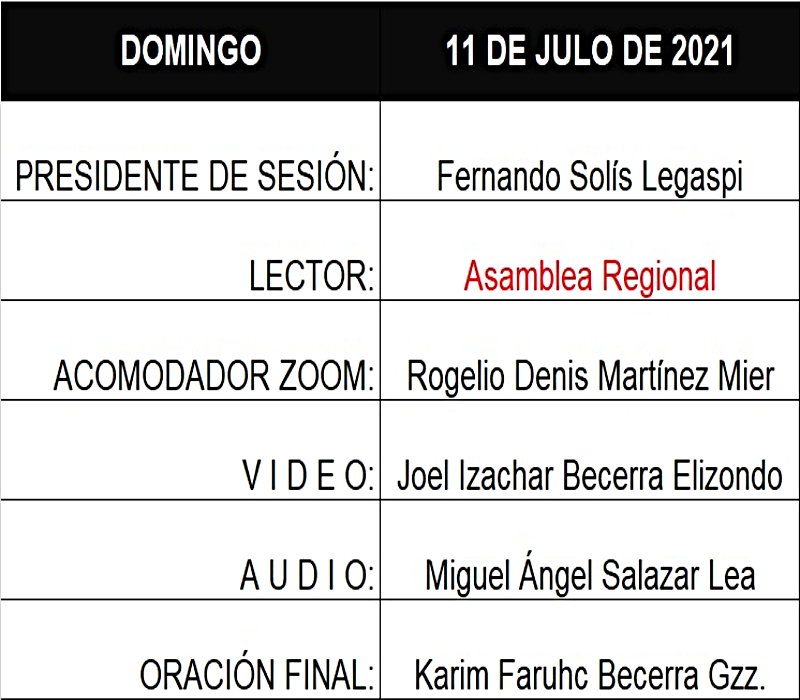 DOMINGO 11 DE JULO DE 2021
PRESIDENTE DE SESIÓN: Fernando Solís Legaspi
LECTOR: Asamblea Regional
ACOMODADOR ZOOM: Rogelio Denis Martínez Mier
V I D E O: Joel Izachar Becerra Elizondo
A U D I O: Miguel Ángel Salazar Lea
ORACIÓN FINAL: Karim Faruhc Becerra Gzz.